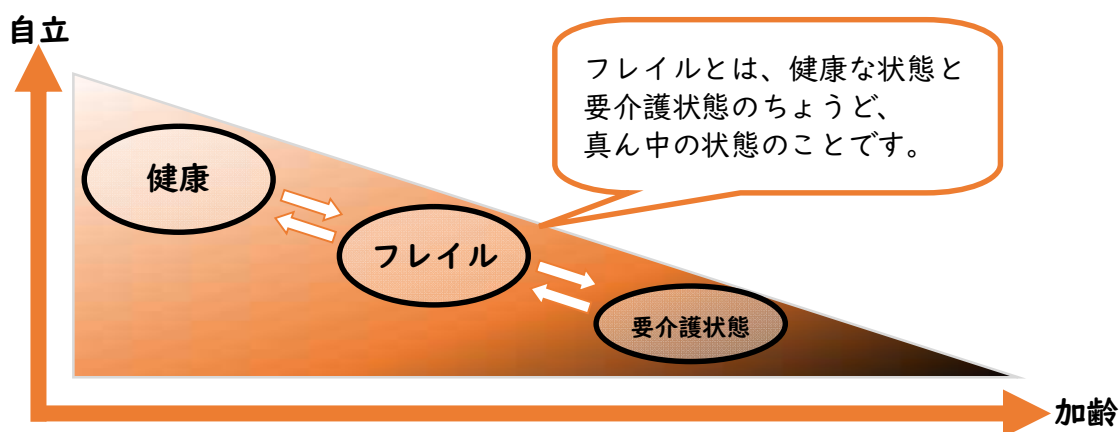 自立
フレイルとは、健康な状態と
要介護状態のちょうど、
真ん中の状態のことです。
健康
フレイル
要介護状態
加齢